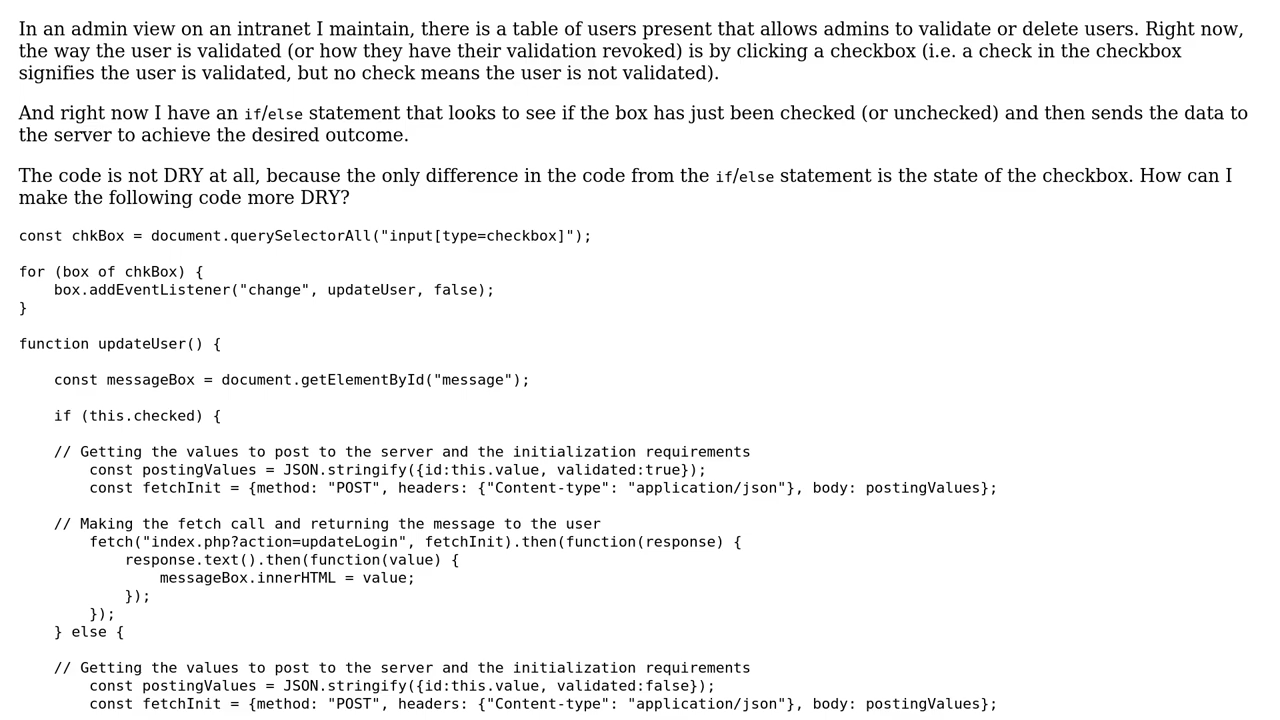 In an admin view on an intranet I maintain, there is a table of users present that allows admins to validate or delete users. Right now,
the way the user is validated (or how they have their validation revoked) is by clicking a checkbox (i.e. a check in the checkbox
signifies the user is validated, but no check means the user is not validated).
And right now I have an if/else statement that looks to see if the box has just been checked (or unchecked) and then sends the data to
the server to achieve the desired outcome.
The code is not DRY at all, because the only difference in the code from the if/else statement is the state of the checkbox. How can I
make the following code more DRY?
const chkBox = document.querySelectorAll("input[type=checkbox]");
for (box of chkBox) {
    box.addEventListener("change", updateUser, false);
}
function updateUser() {
    const messageBox = document.getElementById("message");
    if (this.checked) {
    // Getting the values to post to the server and the initialization requirements
        const postingValues = JSON.stringify({id:this.value, validated:true});
        const fetchInit = {method: "POST", headers: {"Content-type": "application/json"}, body: postingValues};
    // Making the fetch call and returning the message to the user
        fetch("index.php?action=updateLogin", fetchInit).then(function(response) {
            response.text().then(function(value) {
                messageBox.innerHTML = value;
            });
        });
    } else {
    // Getting the values to post to the server and the initialization requirements
        const postingValues = JSON.stringify({id:this.value, validated:false});
        const fetchInit = {method: "POST", headers: {"Content-type": "application/json"}, body: postingValues};